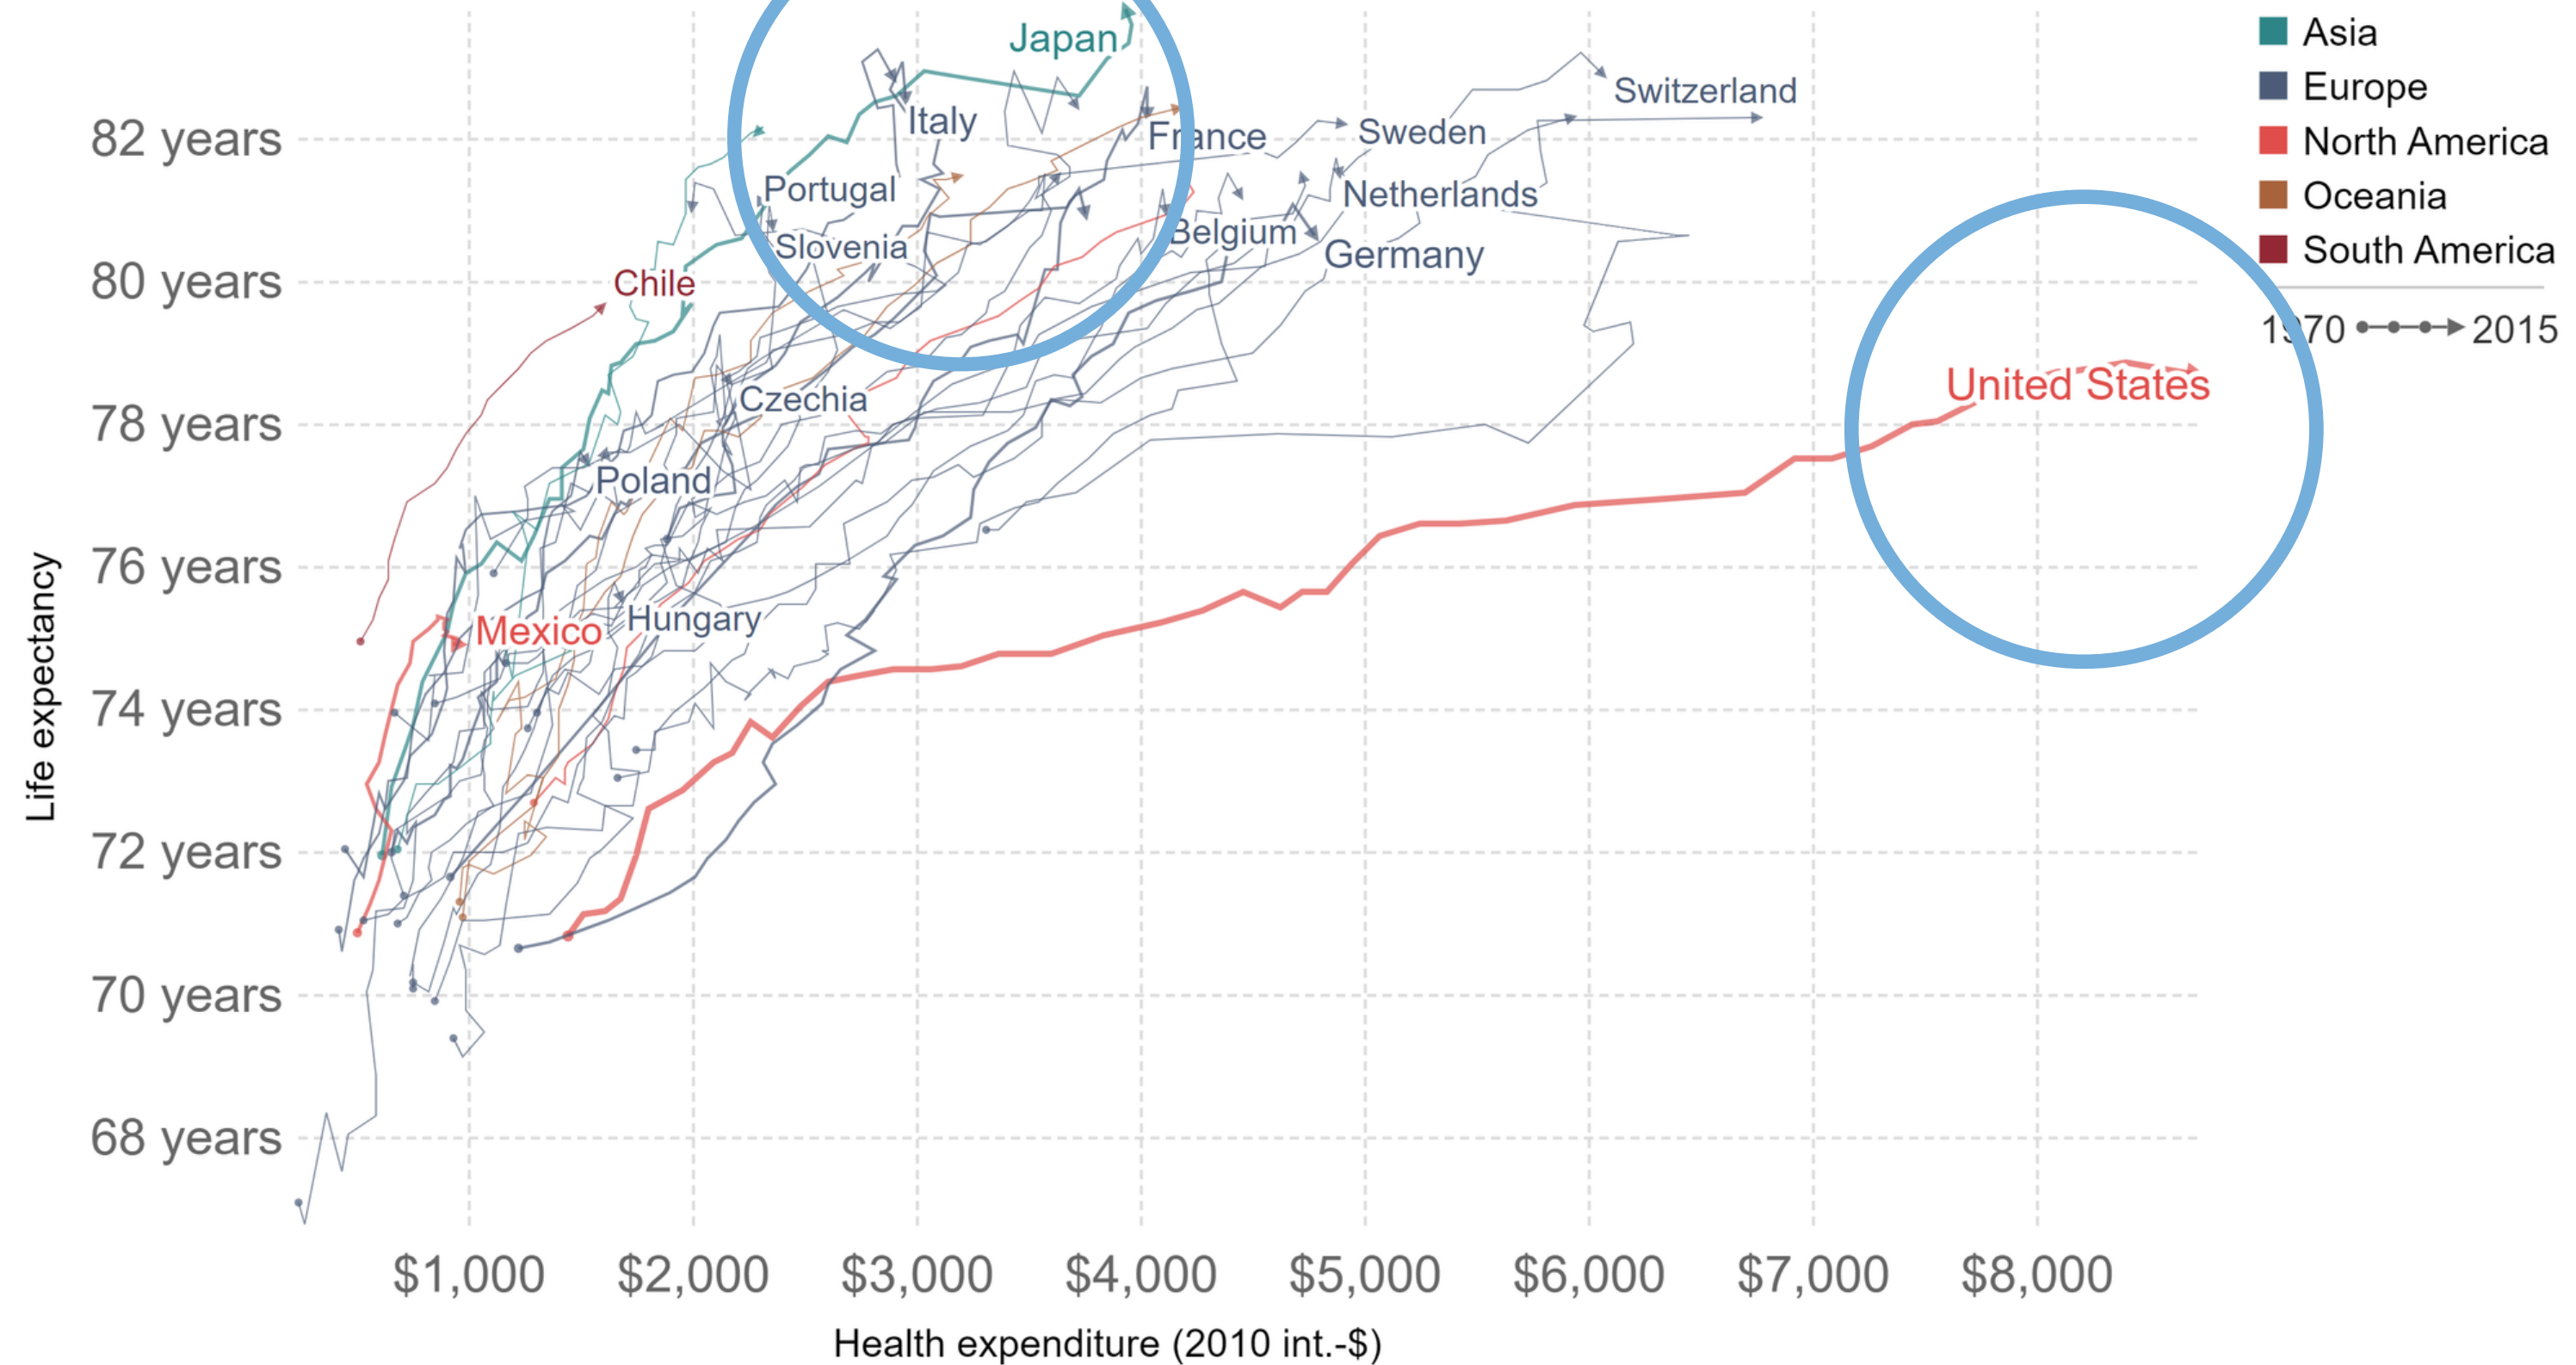 Japan
Asia
Switzerland
Europe
82 years
Italy
France
Sweden
North America
Portugal
Netherlands
Oceania
Slovenia
Belgium
Germany
South America
80 years
Chile
1970
2015
United States
78 years
Czechia
Poland
76 years
Mexico
Hungary
Life expectancy
74 years
72 years
70 years
68 years
$1,000
$2,000
$3,000
$4,000
$5,000
$6,000
$7,000
$8,000
Health expenditure (2010 int.-$)